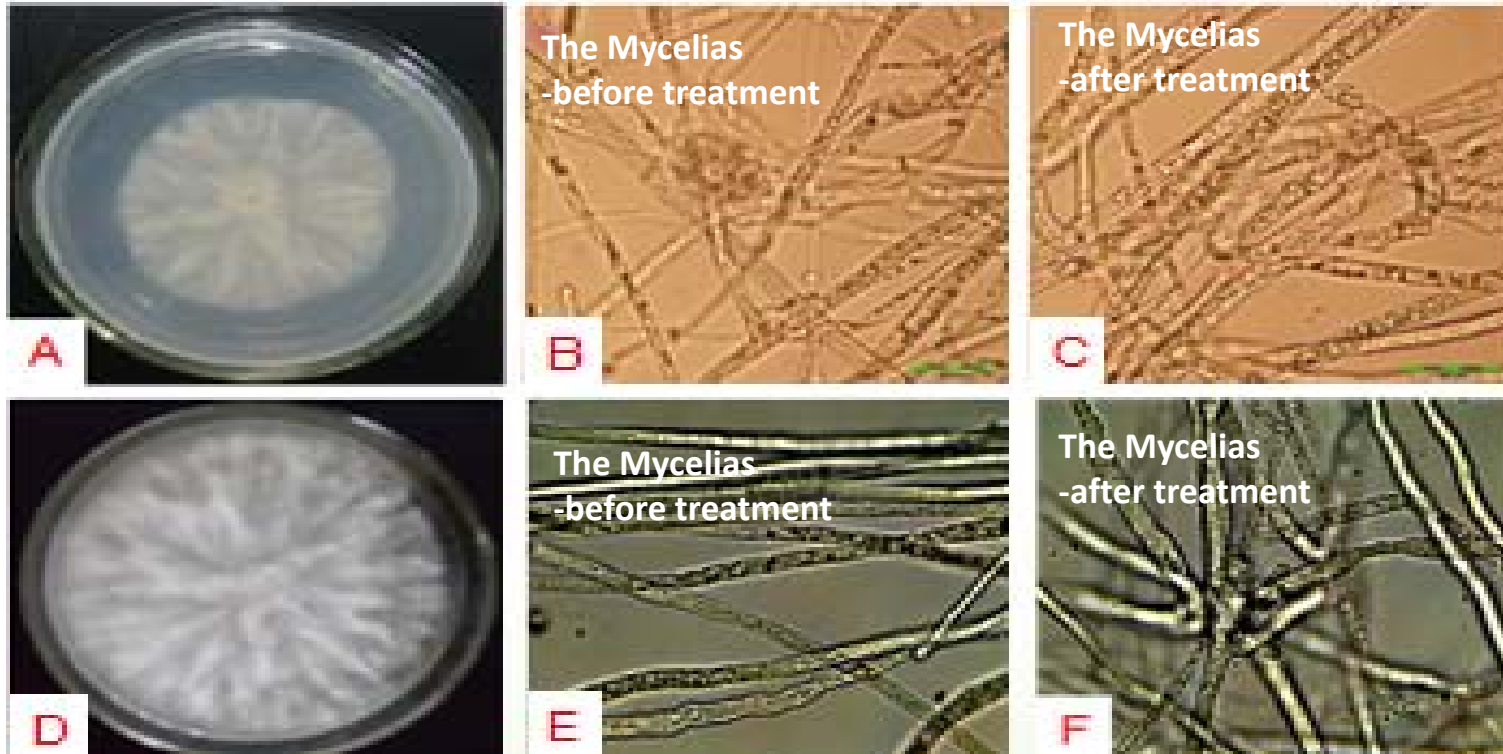 The Mycelias
-before treatment
The Mycelias
-after treatment
A
B
C
The Mycelias
-before treatment
The Mycelias
-after treatment
D
E
F